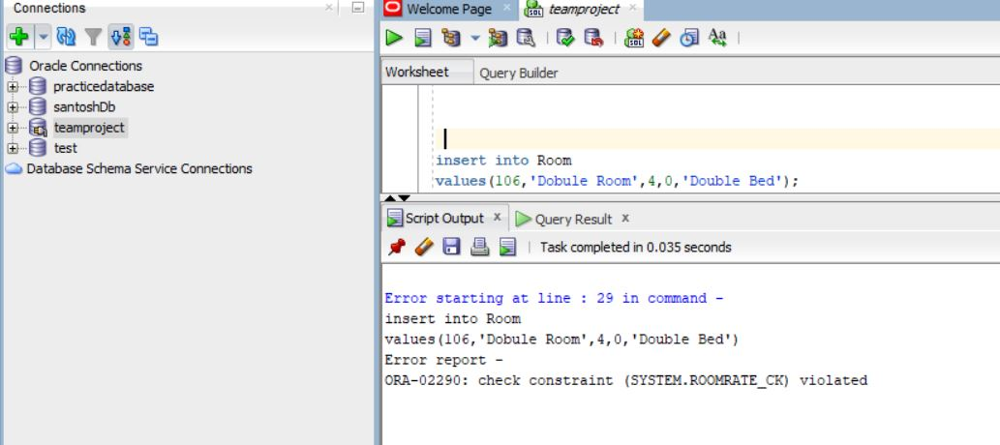 Connections
Oracle Connections
practicedatabase
santoshDb
teamproject
test
Database Schema Service Connections
Welcome Page
teamproject
SQL
Aa
Worksheet
Query Builder
insert into Room
values(106,'Dobule Room',4,0,'Double Bed');
Script Output
Query Result
Task completed in 0.035 seconds
Error starting at line : 29 in command -
insert into Room
values(106,'Dobule Room',4,0,'Double Bed')
Error report -
ORA-02290: check constraint (SYSTEM.ROOMRATE_CK) violated